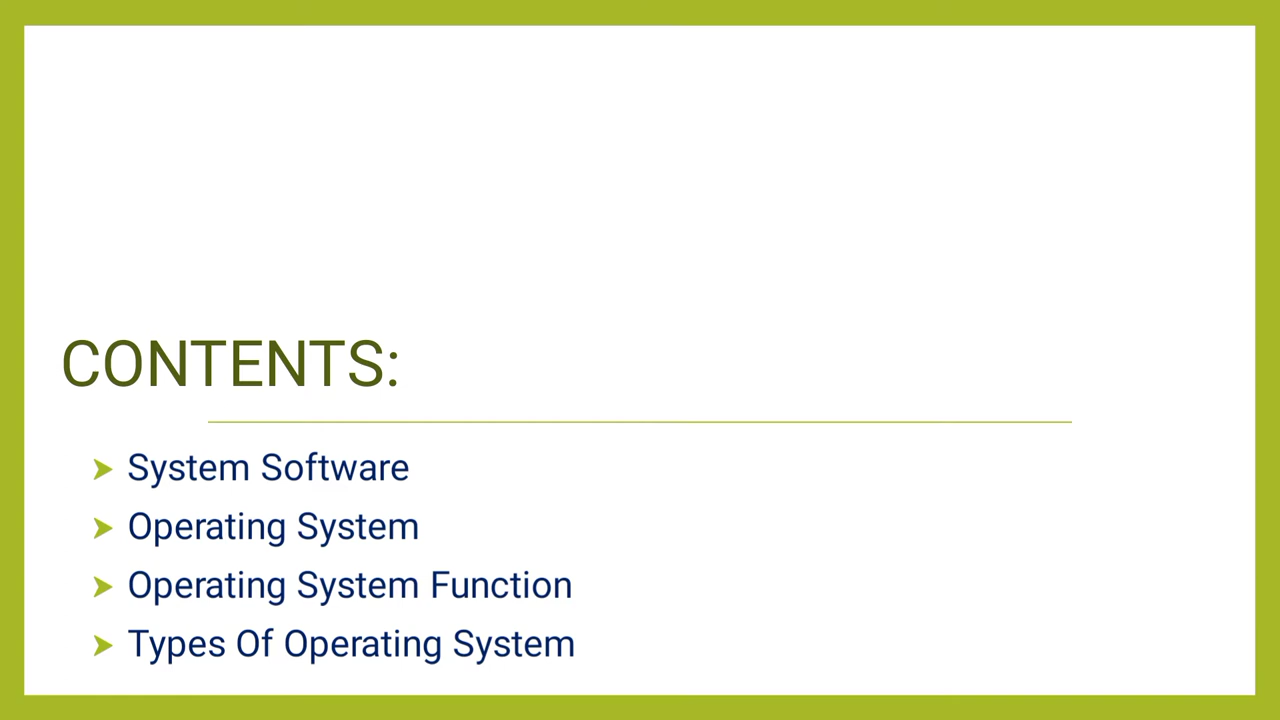 CONTENTS:
System Software
Operating System
Operating System Function
Types Of Operating System